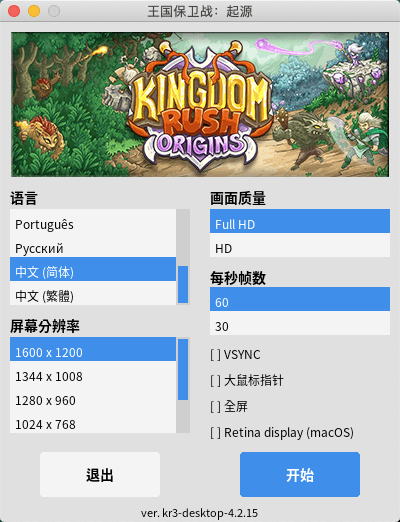 王国保卫战：起源
KINGDOM
RUSH
ORIGINS
语言
Português
Русский
中文 (简体)
中文 (繁體)
屏幕分辨率
1600 x 1200
1344 x 1008
1280 x 960
1024 x 768
画面质量
Full HD
HD
每秒帧数
60
30
[ ] VSYNC
[ ] 大鼠标指针
[ ] 全屏
[ ] Retina display (macOS)
退出
开始
ver. kr3-desktop-4.2.15